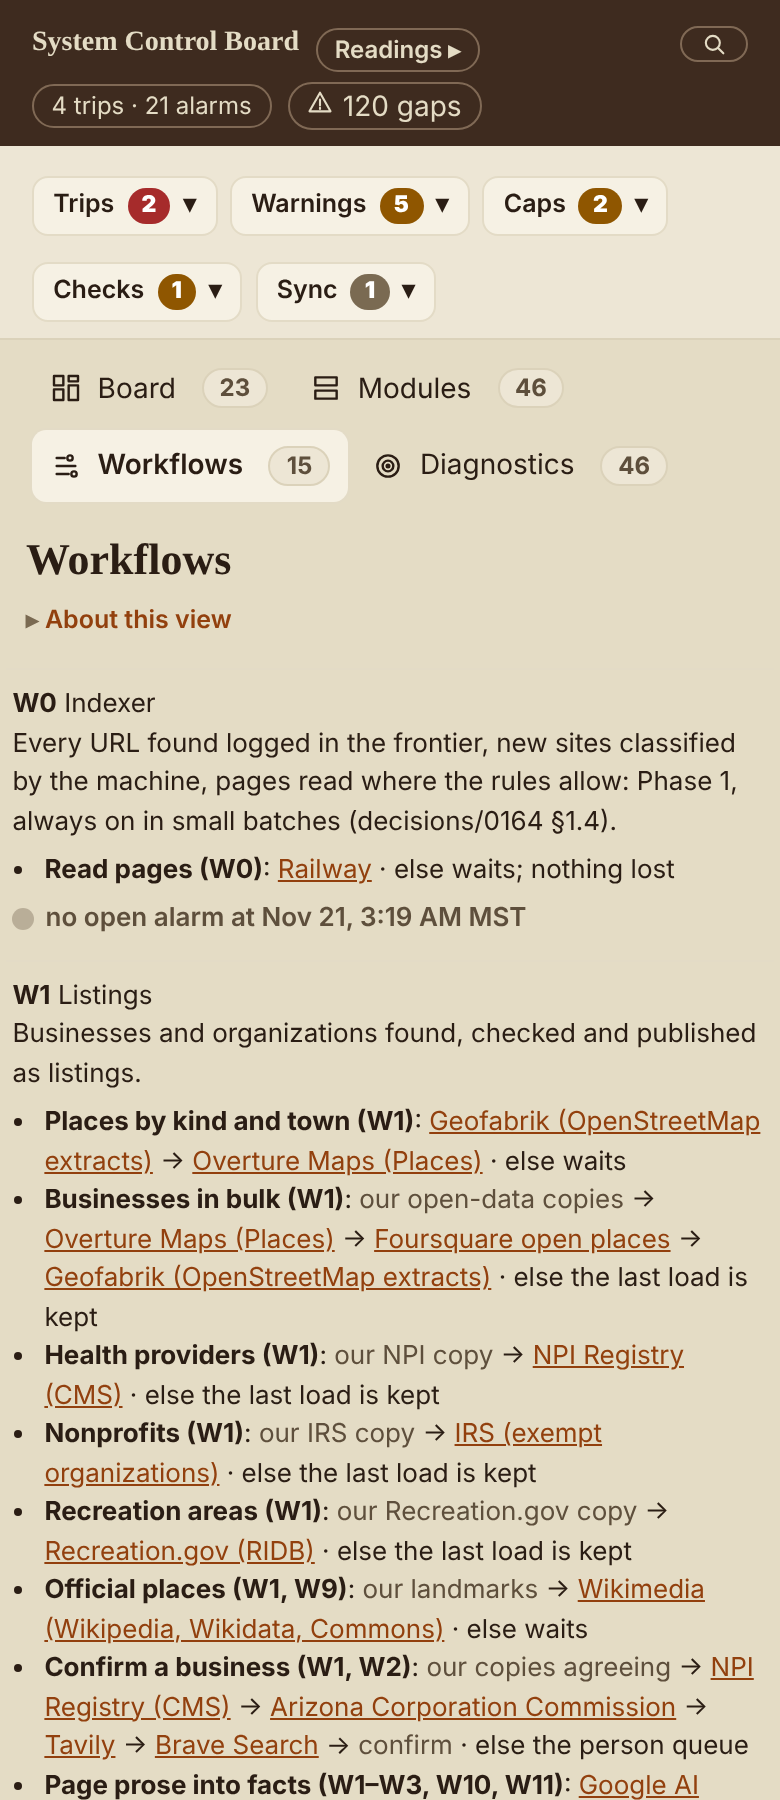 System Control Board
Readings ▸
4 trips · 21 alarms
⚠ 120 gaps
Trips 2 ▼
Warnings 5 ▼
Caps 2 ▼
Checks 1 ▼
Sync 1 ▼
Board 23
Modules 46
Workflows 15
Diagnostics 46
Workflows
▸ About this view
W0 Indexer
Every URL found logged in the frontier, new sites classified
by the machine, pages read where the rules allow: Phase 1,
always on in small batches (decisions/0164 §1.4).
• Read pages (W0): Railway · else waits; nothing lost
no open alarm at Nov 21, 3:19 AM MST
W1 Listings
Businesses and organizations found, checked and published
as listings.
• Places by kind and town (W1): Geofabrik (OpenStreetMap
extracts) → Overture Maps (Places) · else waits
• Businesses in bulk (W1): our open-data copies →
Overture Maps (Places) → Foursquare open places →
Geofabrik (OpenStreetMap extracts) · else the last load is
kept
• Health providers (W1): our NPI copy → NPI Registry
(CMS) · else the last load is kept
• Nonprofits (W1): our IRS copy → IRS (exempt
organizations) · else the last load is kept
• Recreation areas (W1): our Recreation.gov copy →
Recreation.gov (RIDB) · else the last load is kept
• Official places (W1, W9): our landmarks → Wikimedia
(Wikipedia, Wikidata, Commons) · else waits
• Confirm a business (W1, W2): our copies agreeing → NPI
Registry (CMS) → Arizona Corporation Commission →
Tavily → Brave Search → confirm · else the person queue
• Page prose into facts (W1–W3, W10, W11): Google AI